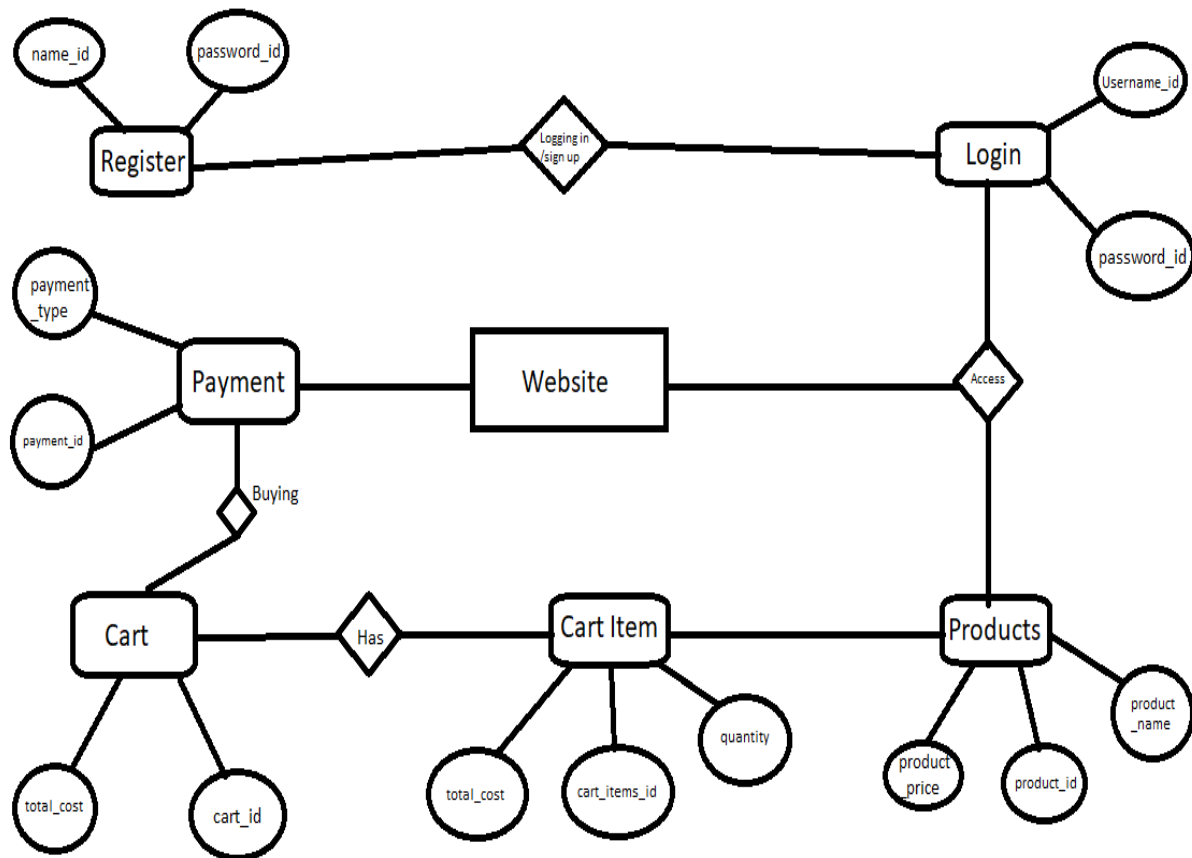 name_id
password_id
Username_id
Logging in
/sign up
Register
Login
password_id
payment
_type
Payment
Website
Access
payment_id
Buying
Cart
Has
Cart Item
Products
product
_name
quantity
total_cost
cart_id
total_cost
cart_items_id
product
_price
product_id